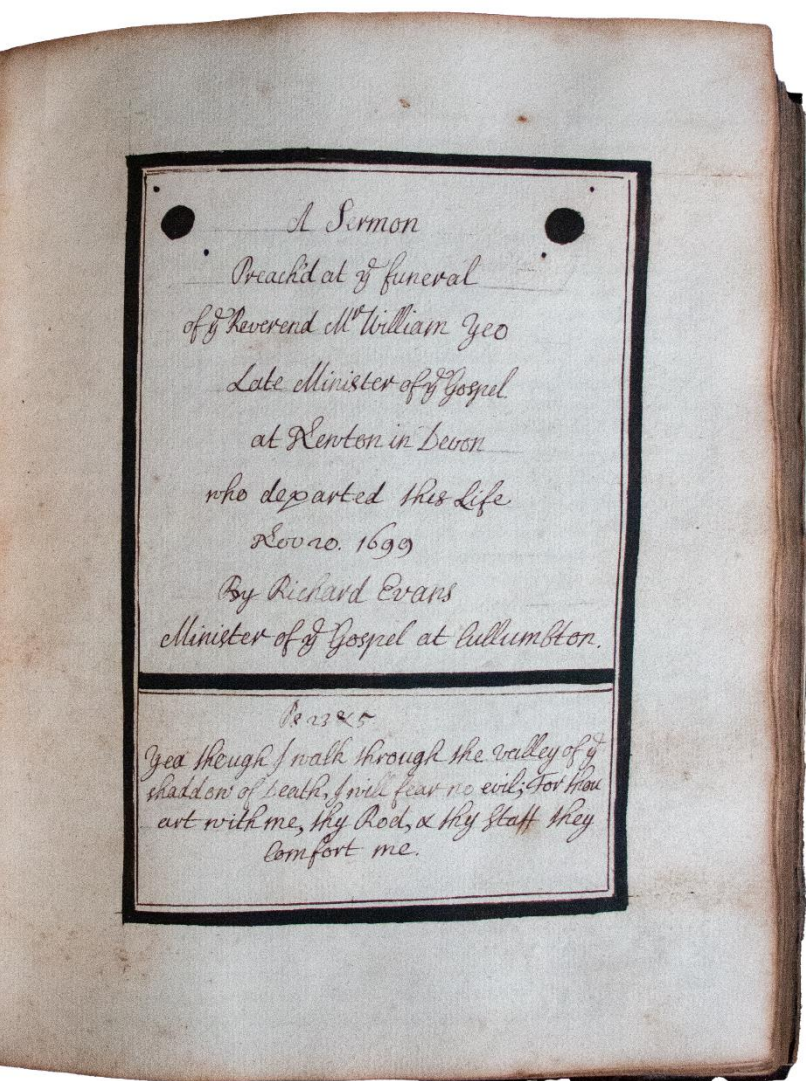 A Sermon
Preach'd at yᵉ funeral
of yᵉ Reverend Mʳ William Yeo
Late Minister of yᵉ Gospel
at Newton in Devon
who departed this Life
Nov 20. 1699
By Richard Evans
Minister of yᵉ Gospel at Cullumbton.
Ps 23
Yea though I walk through the valley of yᵉ
shaddow of Death, I will fear no evil; For thou
art with me, thy Rod, & thy Staff they
Comfort me.